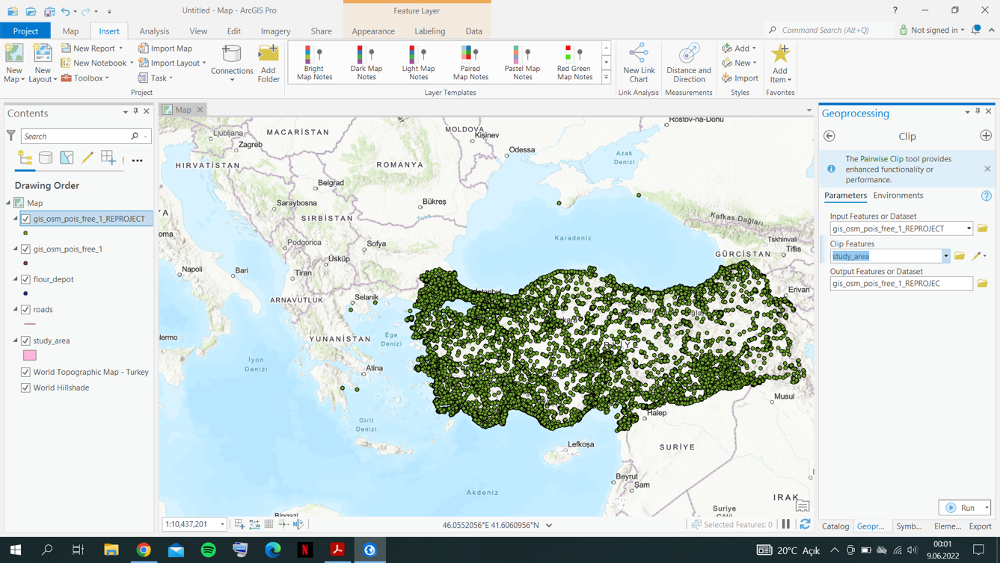 Untitled - Map - ArcGIS Pro
Feature Layer
?
Project
Map
Insert
Analysis
View
Edit
Imagery
Share
Appearance
Labeling
Data
Command Search (Alt+Q)
Not signed in
New Map
New Layout
New Report
New Notebook
Toolbox
Import Map
Import Layout
Task
Connections
Add Folder
Bright Map Notes
Dark Map Notes
Light Map Notes
Paired Map Notes
Pastel Map Notes
Red Green Map Notes
New Link Chart
Distance and Direction
Add
New
Import
Add Item
Project
Layer Templates
Link Analysis
Measurements
Styles
Favorites
Contents
Search
Drawing Order
Map
gis_osm_pois_free_1_REPROJECT
gis_osm_pois_free_1
flour_depot
roads
study_area
World Topographic Map - Turkey
World Hillshade
Map
Rostov-na-Donu
MOLDOVA
Kişinev
MACARİSTAN
Ljubljana
Zagreb
Odessa
Azak
Denizi
HIRVATİSTAN
ROMANYA
Belgrad
Bükreş
Saraybosna
SIRBİSTAN
Tuna
Kafkas Dağları
Podgorica
Sofya
Karadeniz
Tshkinvali
Tiflis
GÜRCİSTAN
Üsküp
Bari
Napoli
Tiran
Erivan
ARNAVUTLUK
Selanik
YUNANİSTAN
Ege
Denizi
İyon
Denizi
Atina
Musul
Halep
Girit
Denizi
Lefkoşa
SURİYE
Beyrut
Şam
Akdeniz
IRAK
Suriye
1:10,437,201
46.0552016°E 41.6060956°N
Selected Features: 0
Geoprocessing
Clip
The Pairwise Clip tool provides
enhanced functionality or
performance.
Parameters
Environments
?
Input Features or Dataset
gis_osm_pois_free_1_REPROJECT
Clip Features
study_area
Output Features or Dataset
gis_osm_pois_free_1_REPROJEC
Run
Catalog
Geopr...
Symb...
Eleme...
Export
20°C Açık
00:01
9.06.2022